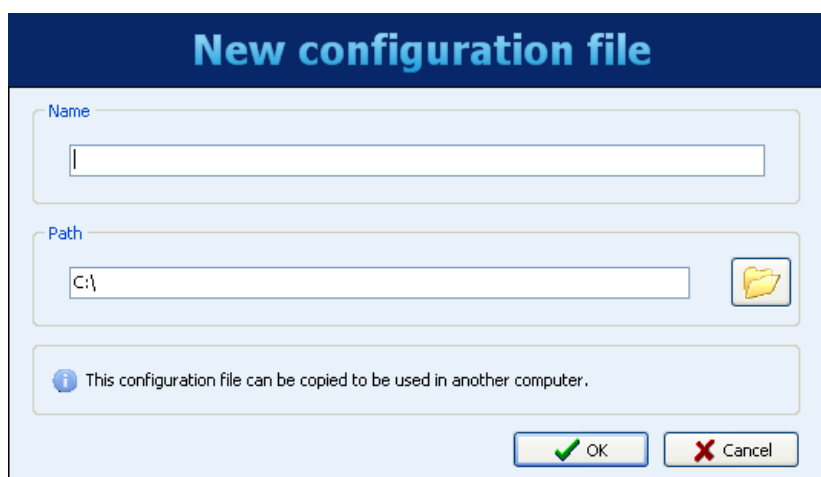 New configuration file
Name
Path
C:\
This configuration file can be copied to be used in another computer.
OK
Cancel